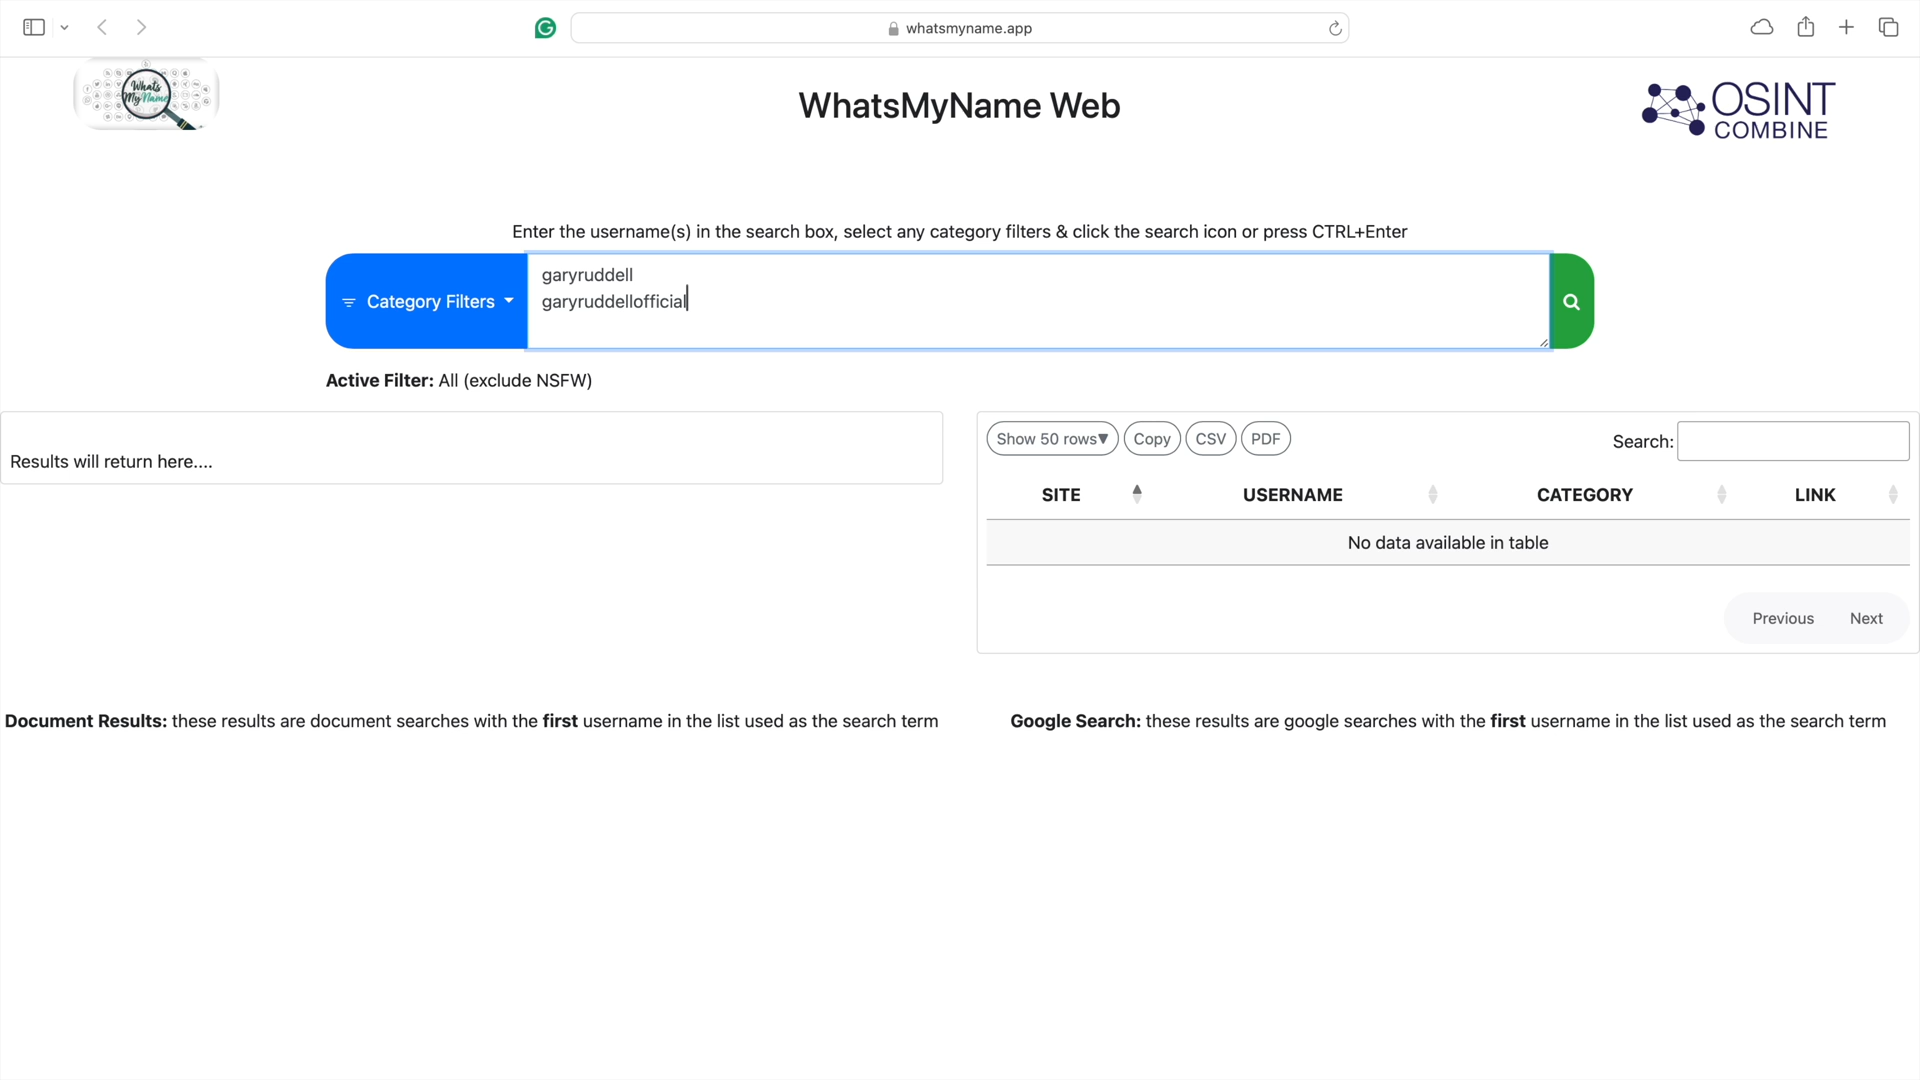 whatsmyname.app
Whats
MyName
WhatsMyName Web
OSINT
COMBINE
Enter the username(s) in the search box, select any category filters & click the search icon or press CTRL+Enter
Category Filters
garyruddell
garyruddellofficial
Active Filter: All (exclude NSFW)
Results will return here....
Show 50 rows▼ Copy CSV PDF Search:
SITE USERNAME CATEGORY LINK
No data available in table
Previous Next
Document Results: these results are document searches with the first username in the list used as the search term
Google Search: these results are google searches with the first username in the list used as the search term